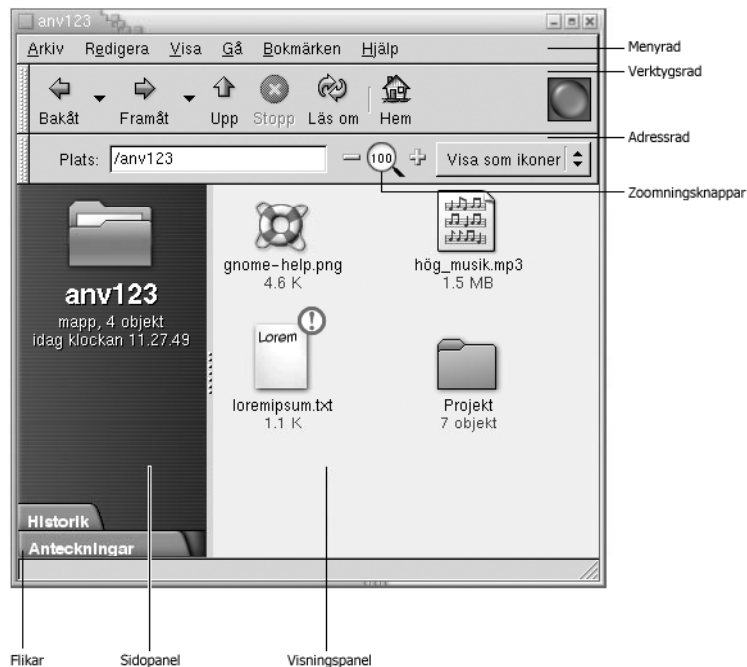 anv123
Arkiv Redigera Visa Gå Bokmärken Hjälp
Menyrad
Verktygsrad
Bakåt Framåt Upp Stopp Läs om Hem
Adressrad
Plats: /anv123 100 Visa som ikoner
Zoomningsknappar
anv123
mapp, 4 objekt
idag klockan 11.27.49
gnome-help.png
4.6 K
hög_musik.mp3
1.5 MB
Lorem
loremipsum.txt
1.1 K
Projekt
7 objekt
Historik
Anteckningar
Flikar Sidopanel Visningspanel